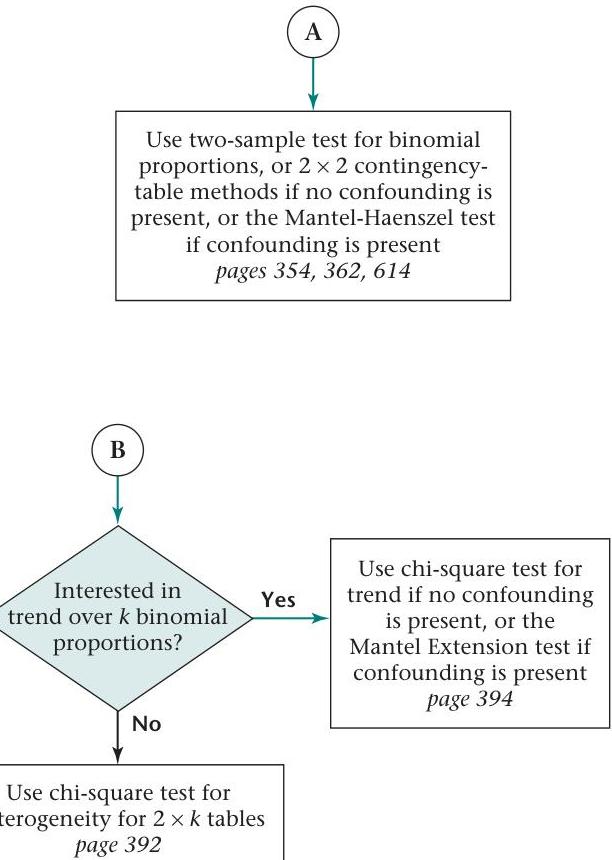 A
Use two-sample test for binomial
proportions, or 2 × 2 contingency-
table methods if no confounding is
present, or the Mantel-Haenszel test
if confounding is present
pages 354, 362, 614
B
Interested in
trend over k binomial
proportions?
Yes
Use chi-square test for
trend if no confounding
is present, or the
Mantel Extension test if
confounding is present
page 394
No
Use chi-square test for
terogeneity for 2 × k tables
page 392